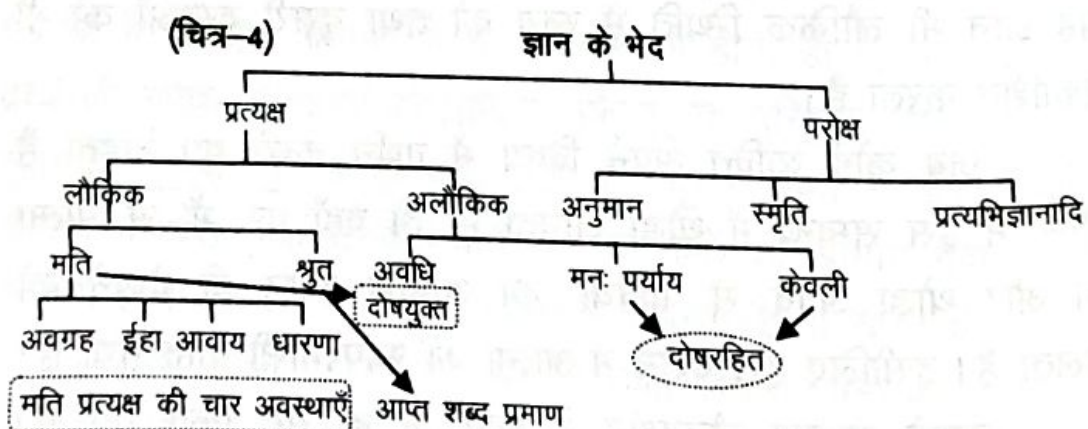 (चित्र-4) ज्ञान के भेद
प्रत्यक्ष परोक्ष
लौकिक अलौकिक अनुमान स्मृति प्रत्यभिज्ञानादि
मति श्रुत अवधि मनः पर्याय केवली
दोषयुक्त
अवग्रह ईहा आवाय धारणा दोषरहित
मति प्रत्यक्ष की चार अवस्थाएँ आप्त शब्द प्रमाण